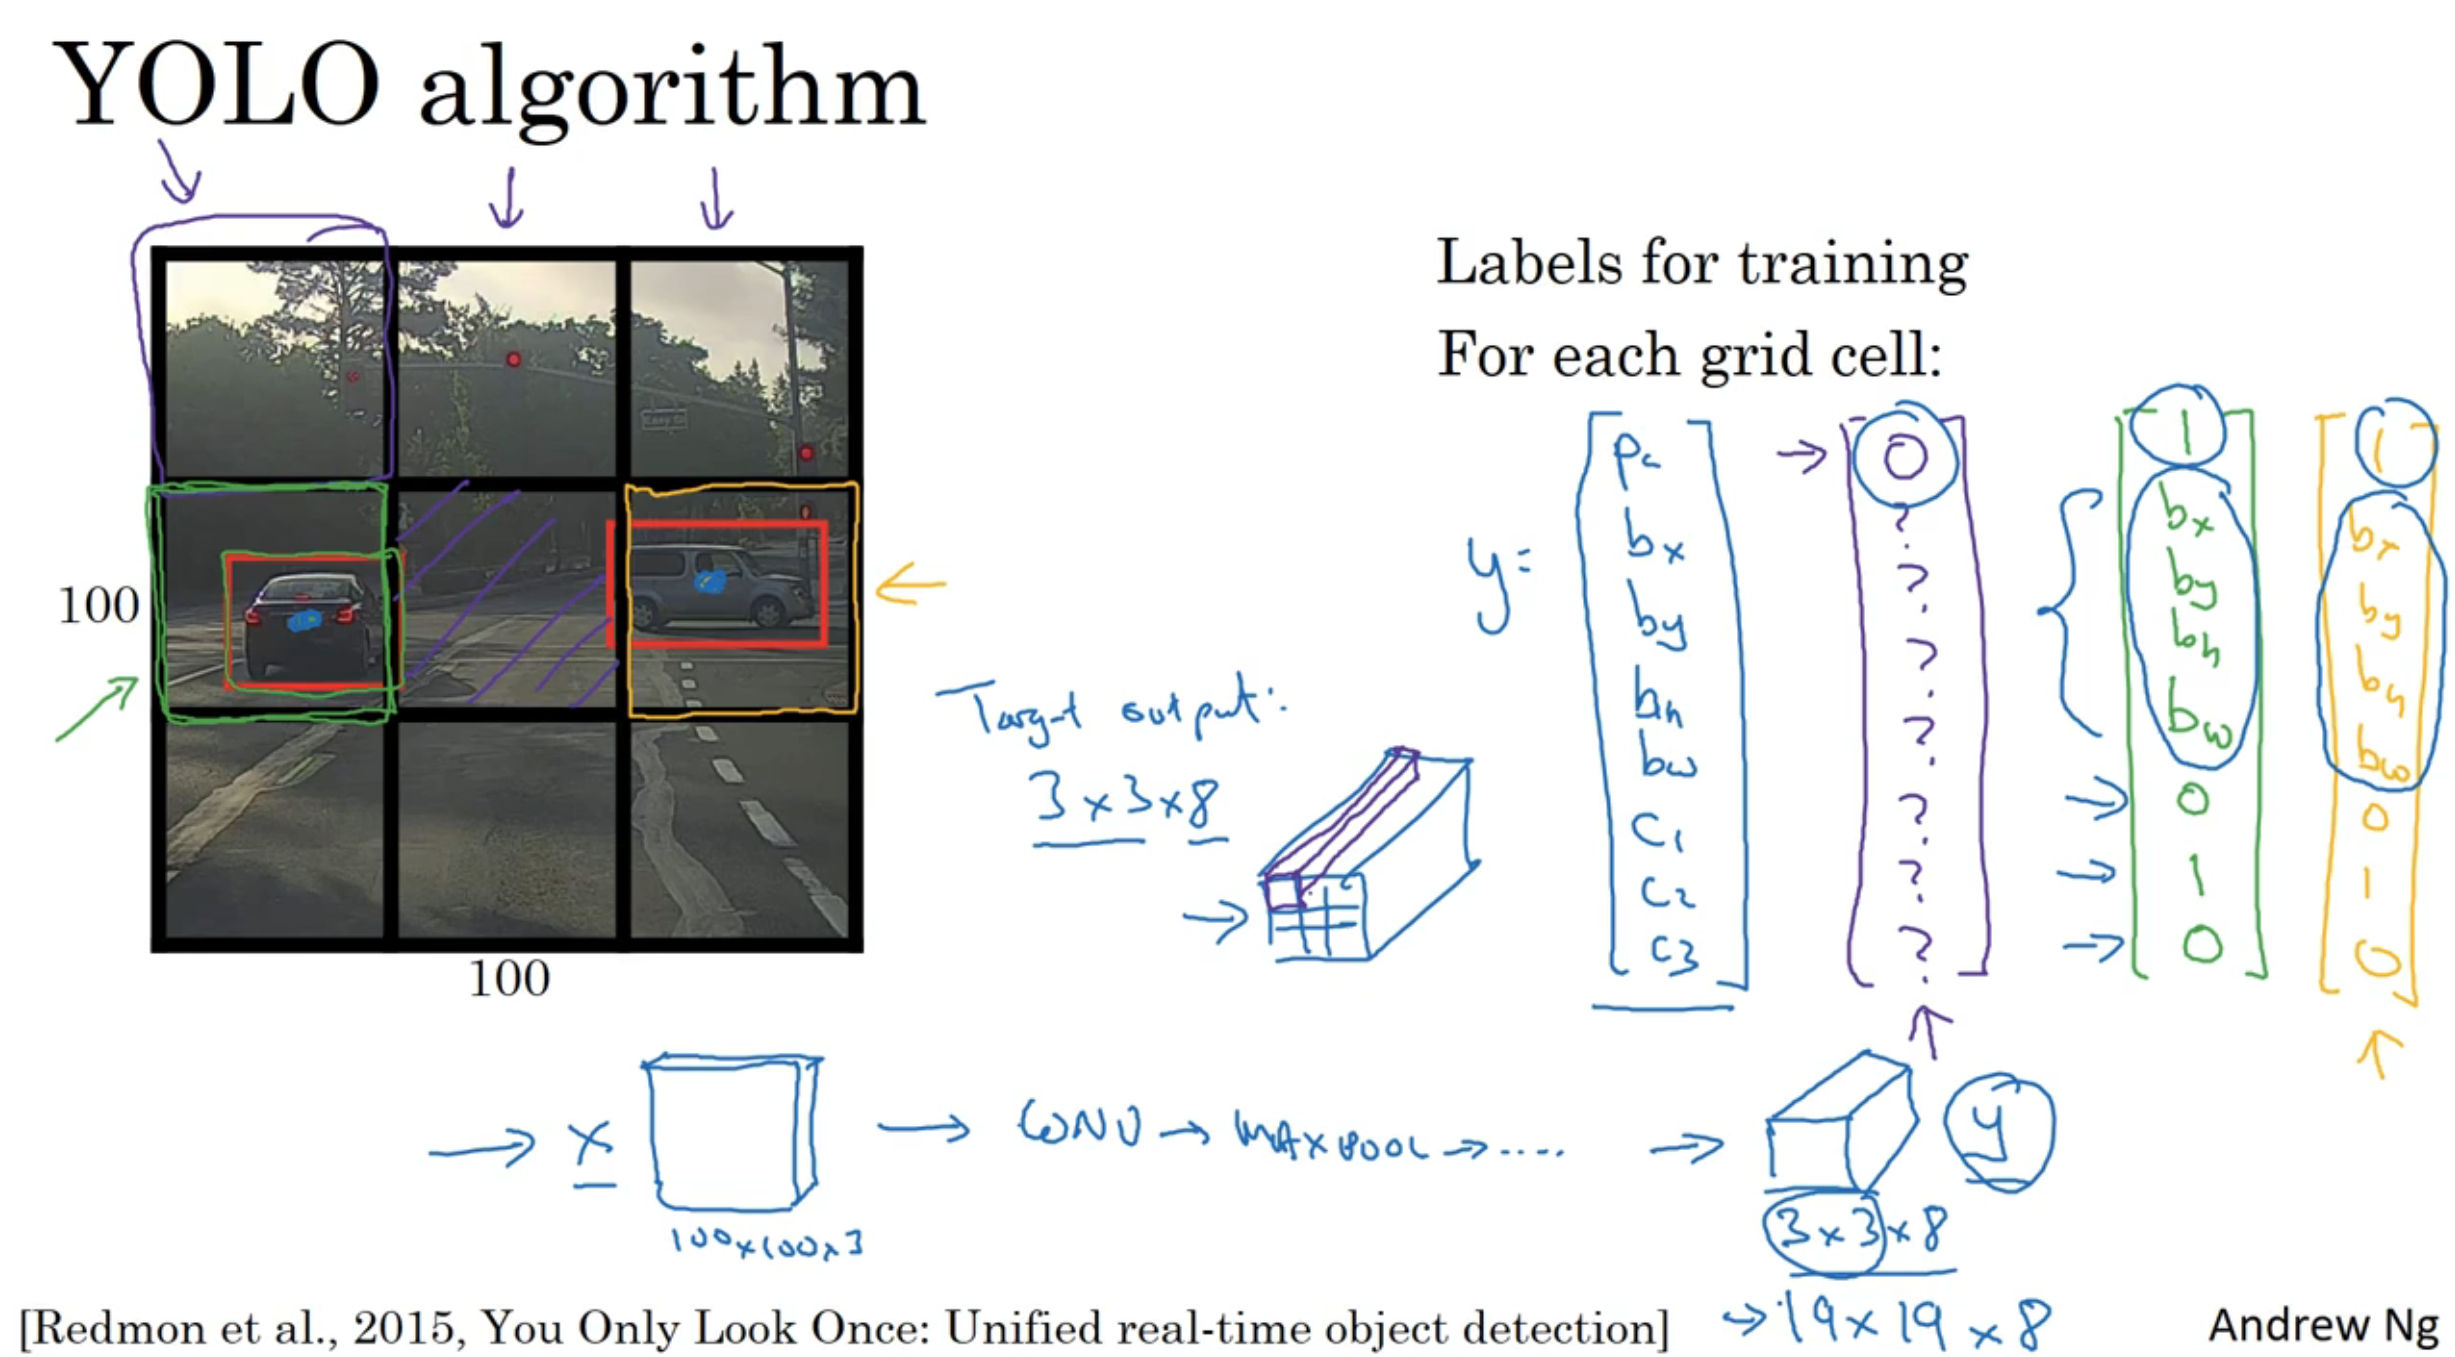 YOLO algorithm
100
100
Labels for training
For each grid cell:
y =
pc
bx
by
bh
bw
c1
c2
c3
0
?
?
?
?
?
?
?
1
bx
by
bh
bw
0
1
0
1
bx
by
bh
bw
0
1
0
Target output:
3 x 3 x 8
x
100x100x3
CONV → MAXPOOL → ....
y
3 x 3 x 8
→ 19 x 19 x 8
[Redmon et al., 2015, You Only Look Once: Unified real-time object detection]
Andrew Ng